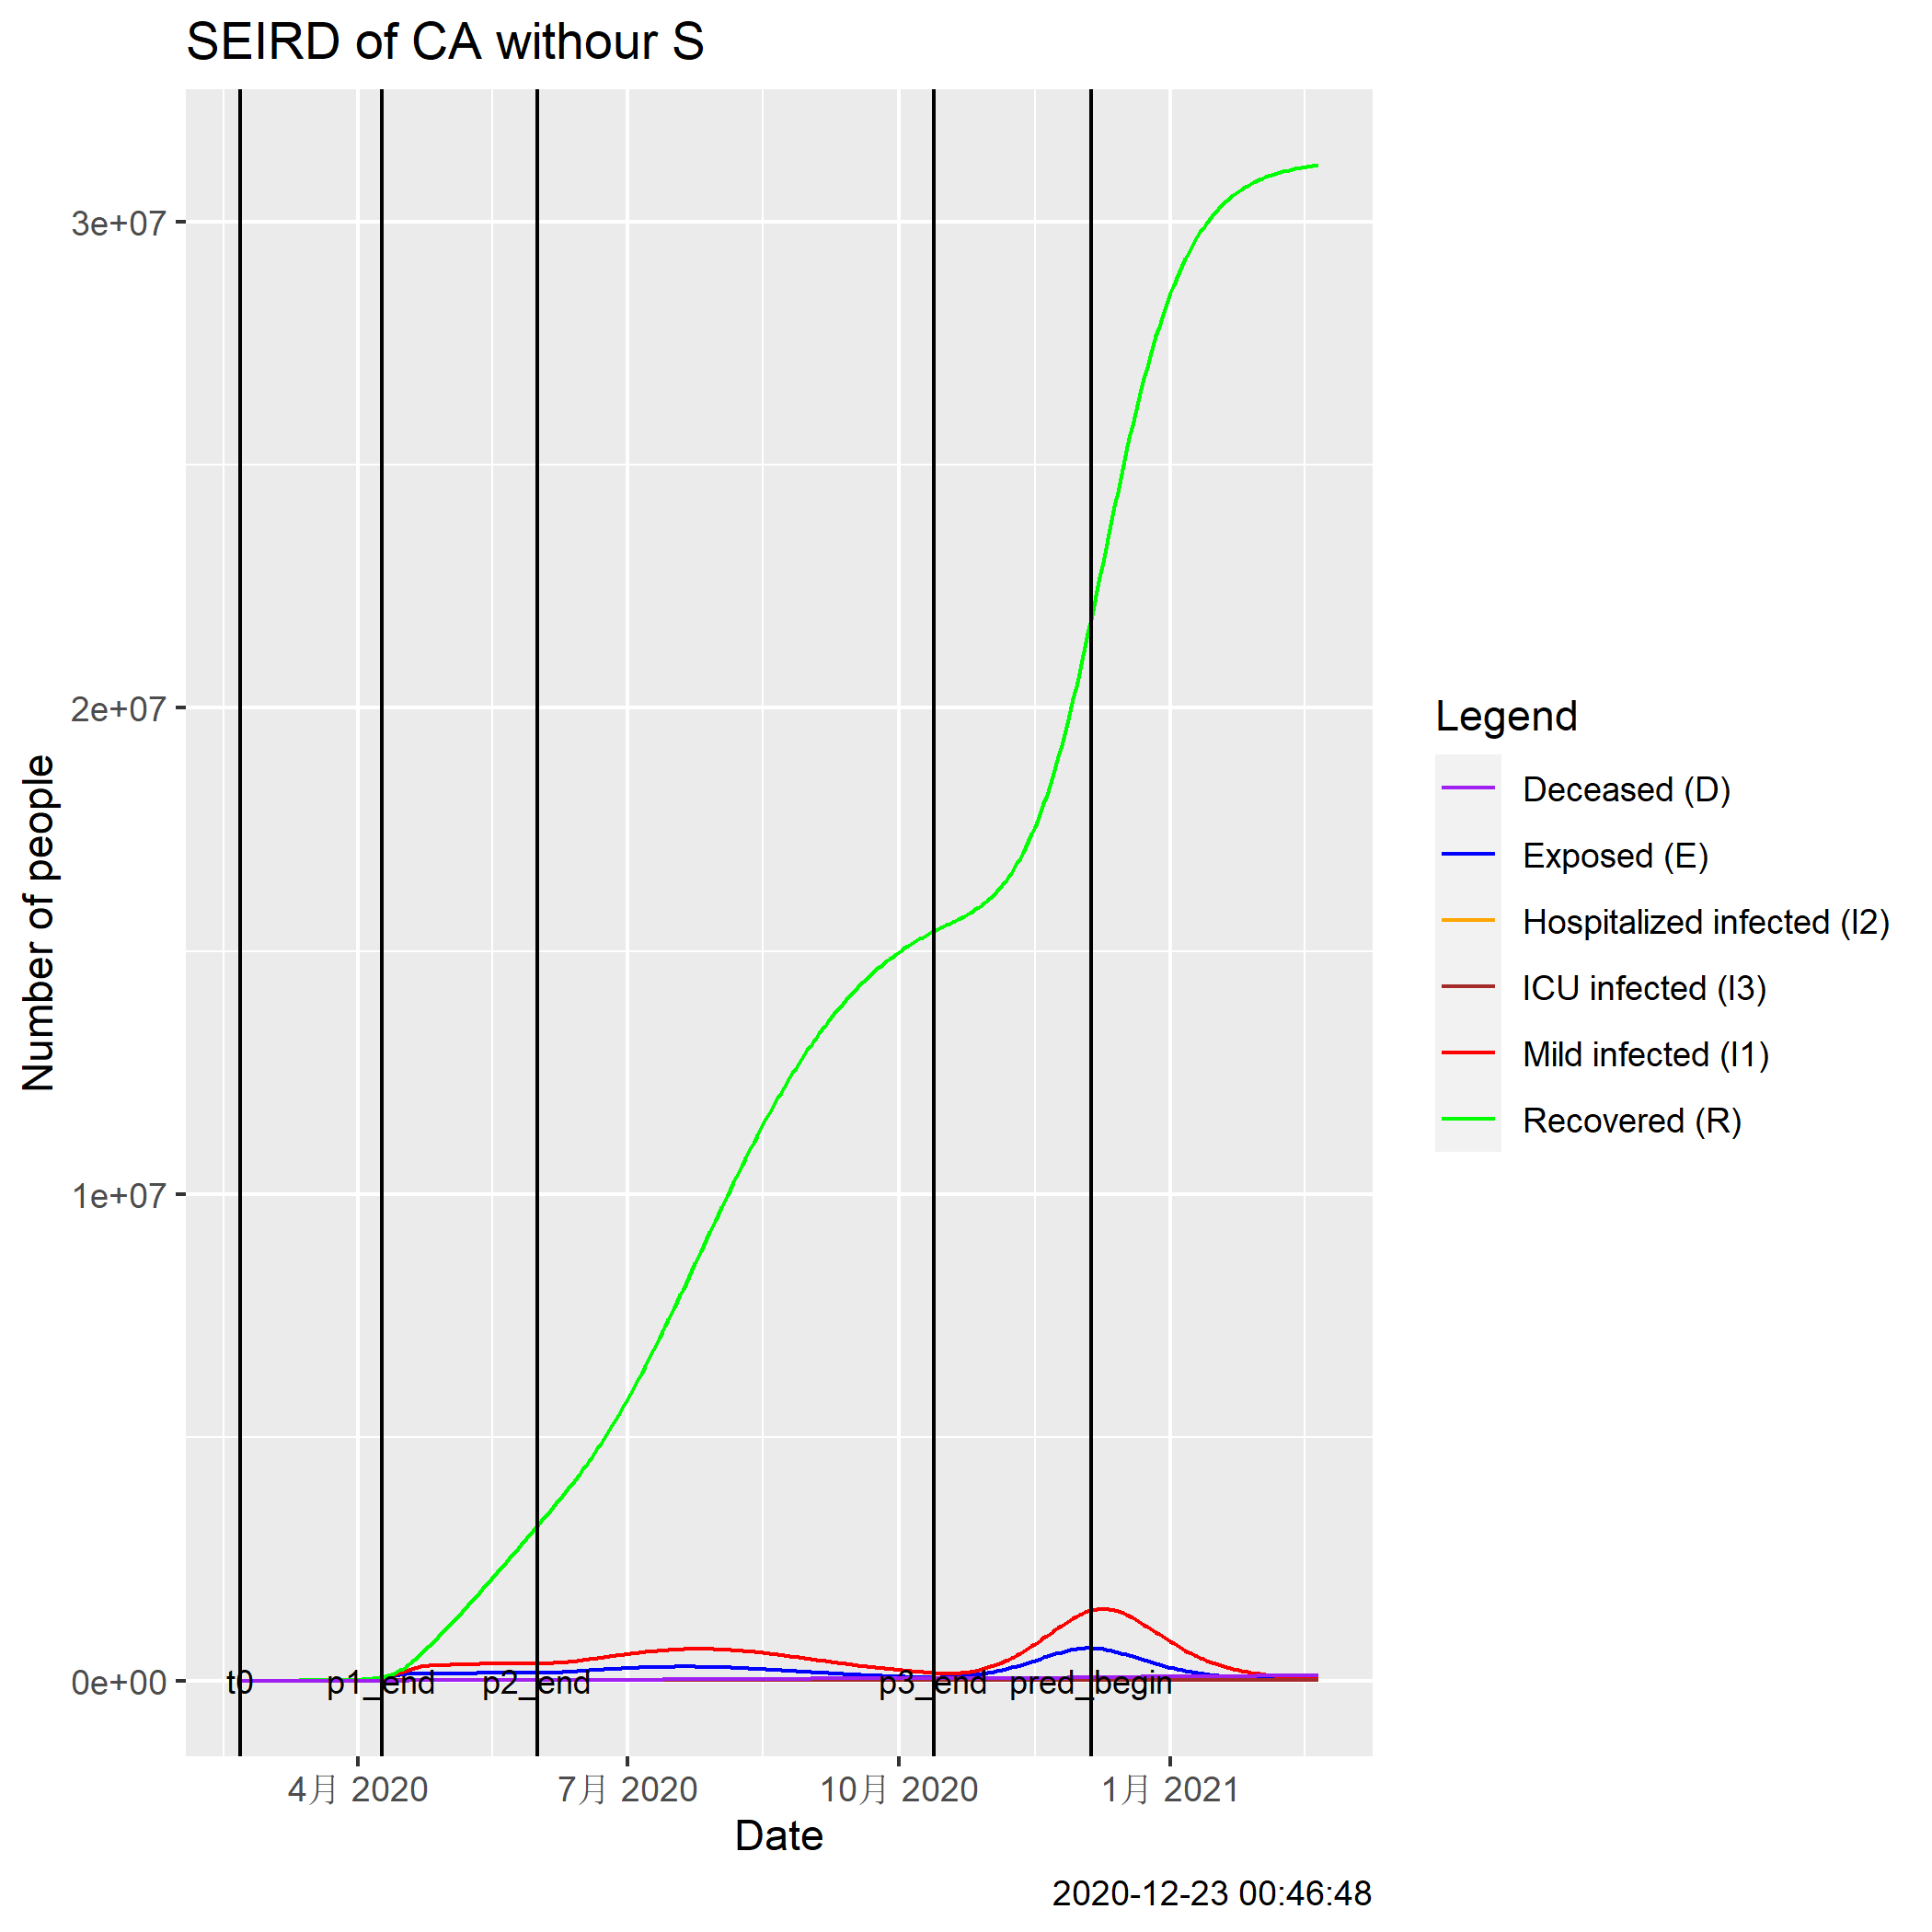 SEIRD of CA withour S
3e+07
2e+07
1e+07
0e+00
Number of people
t0
p1_end
p2_end
p3_end
pred_begin
4月 2020
7月 2020
10月 2020
1月 2021
Date
Legend
Deceased (D)
Exposed (E)
Hospitalized infected (I2)
ICU infected (I3)
Mild infected (I1)
Recovered (R)
2020-12-23 00:46:48